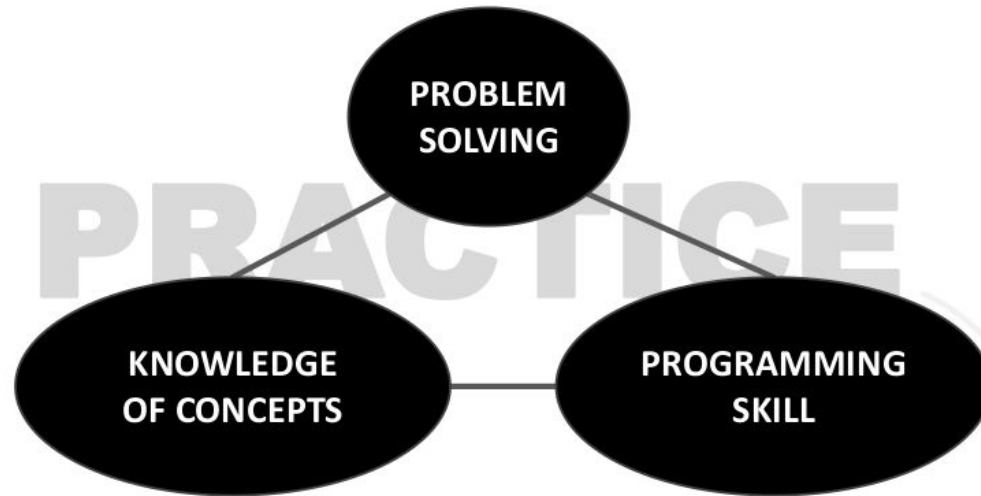 PROBLEM
SOLVING
PRACTICE
KNOWLEDGE
OF CONCEPTS
PROGRAMMING
SKILL